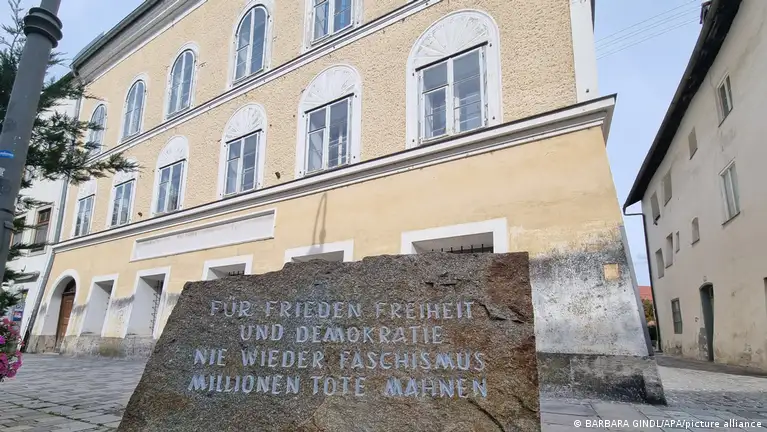 FÜR FRIEDEN FREIHEIT
UND DEMOKRATIE
NIE WIEDER FASCHISMUS
MILLIONEN TOTE MAHNEN
© BARBARA GINDL/APA/picture alliance